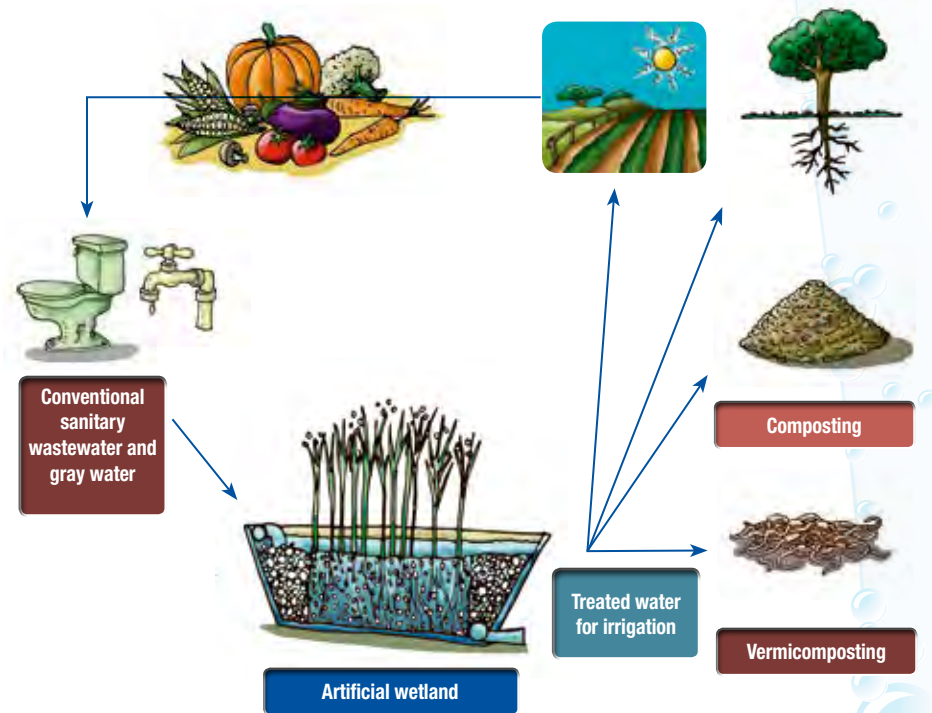 Conventional
sanitary
wastewater and
gray water
Composting
Treated water
for irrigation
Vermicomposting
Artificial wetland